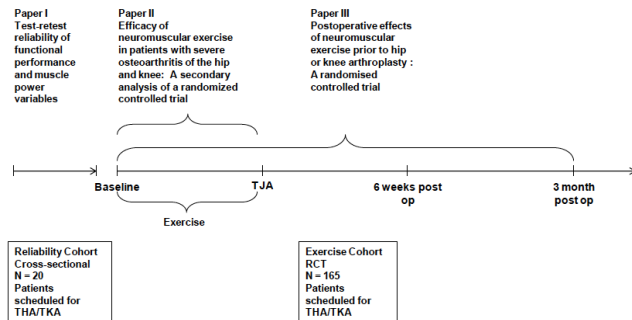 Paper I
Test-retest
reliability of
functional
performance
and muscle
power
variables
Paper II
Efficacy of
neuromuscular exercise
in patients with severe
osteoarthritis of the hip
and knee: A secondary
analysis of a randomized
controlled trial
Paper III
Postoperative effects
of neuromuscular
exercise prior to hip
or knee arthroplasty :
A randomised
controlled trial
Baseline
TJA
6 weeks post
op
3 month
post op
Exercise
Reliability Cohort
Cross-sectional
N = 20
Patients
scheduled for
THA/TKA
Exercise Cohort
RCT
N = 165
Patients
scheduled for
THA/TKA